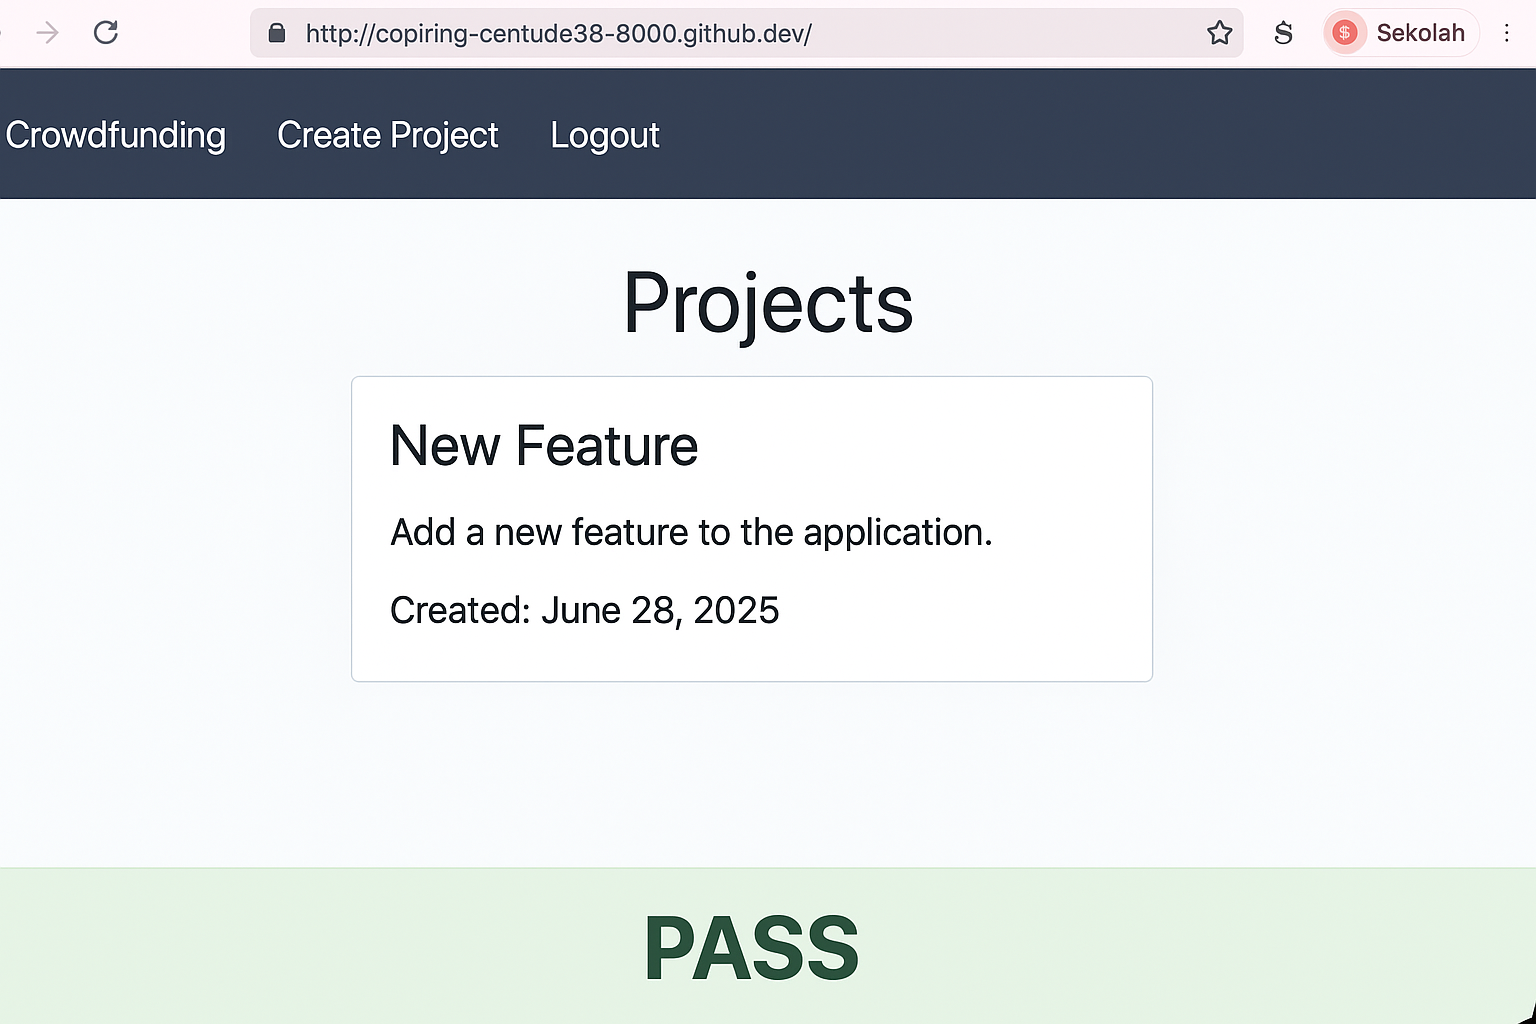 http://copiring-centude38-8000.github.dev/
S
$ Sekolah
Crowdfunding Create Project Logout
Projects
New Feature
Add a new feature to the application.
Created: June 28, 2025
PASS